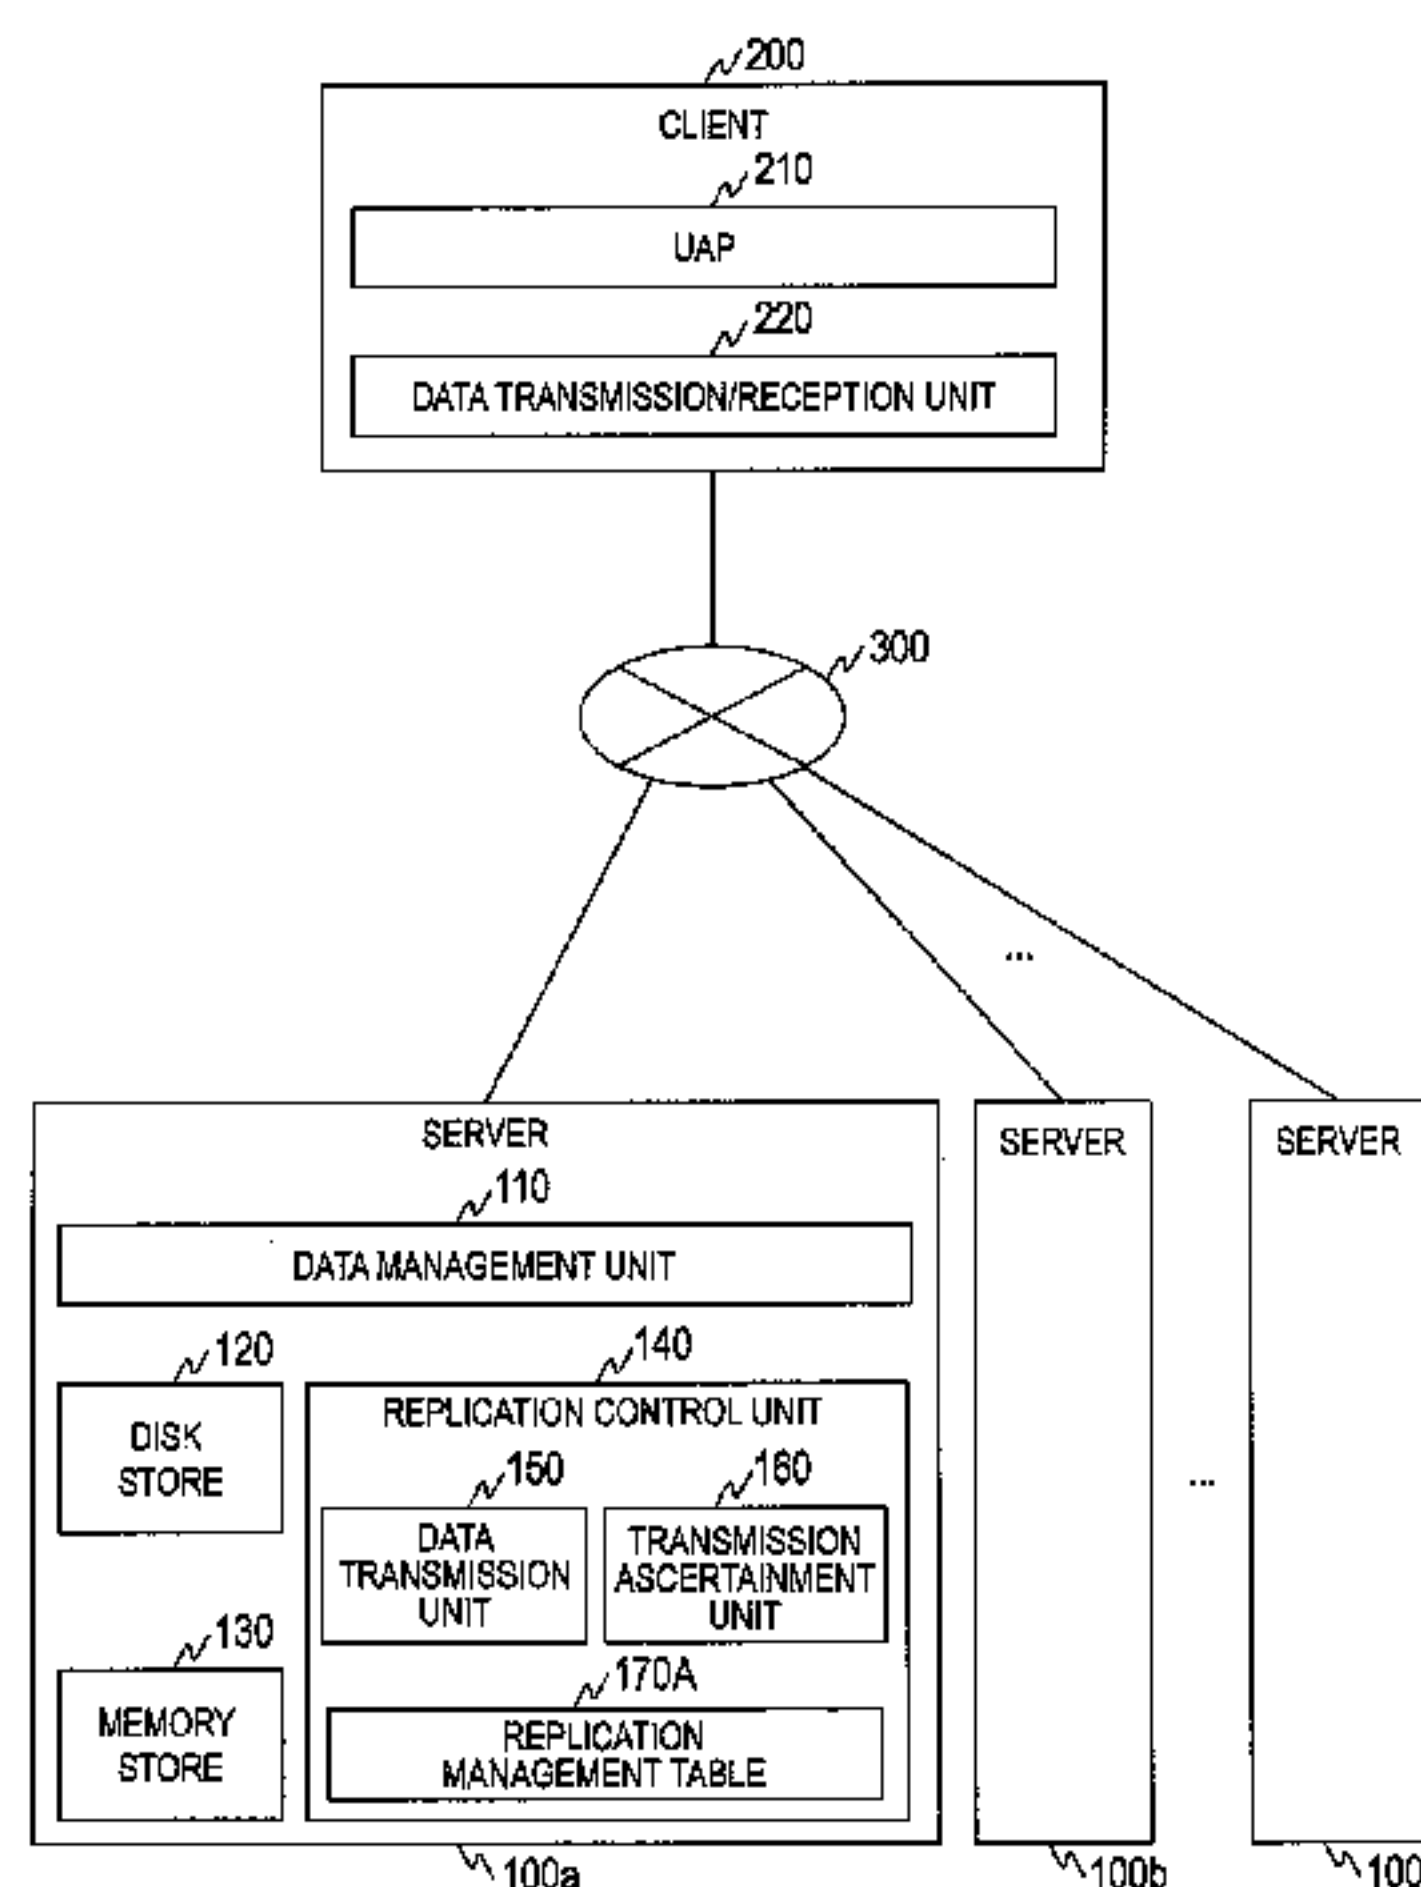 200
CLIENT
210
UAP
220
DATA TRANSMISSION/RECEPTION UNIT
300
...
SERVER
SERVER
SERVER
110
DATA MANAGEMENT UNIT
120
140
DISK
STORE
REPLICATION CONTROL UNIT
150
160
DATA
TRANSMISSION
UNIT
TRANSMISSION
ASCERTAINMENT
UNIT
...
130
170A
MEMORY
STORE
REPLICATION
MANAGEMENT TABLE
100a
100b
100